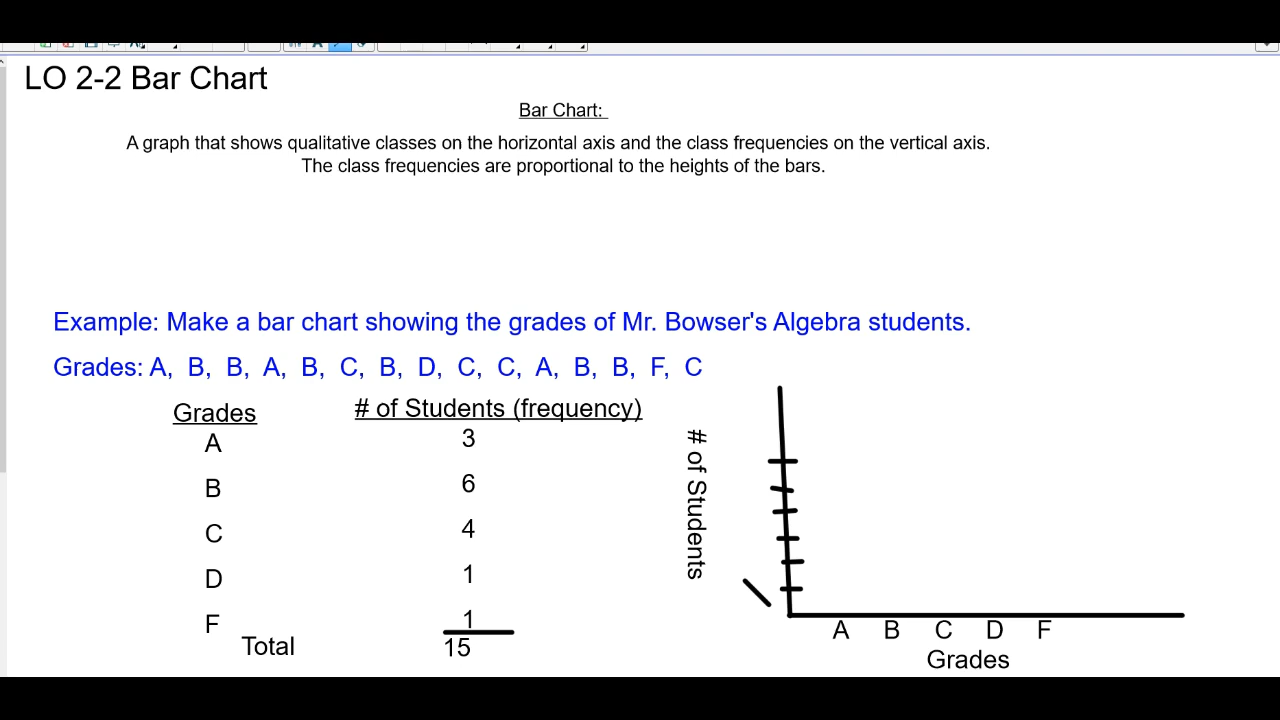 LO 2-2 Bar Chart
Bar Chart:
A graph that shows qualitative classes on the horizontal axis and the class frequencies on the vertical axis.
The class frequencies are proportional to the heights of the bars.
Example: Make a bar chart showing the grades of Mr. Bowser's Algebra students.
Grades: A, B, B, A, B, C, B, D, C, C, A, B, B, F, C
Grades # of Students (frequency)
A 3
B 6
C 4
D 1
F 1
Total 15
# of Students
A B C D F
Grades